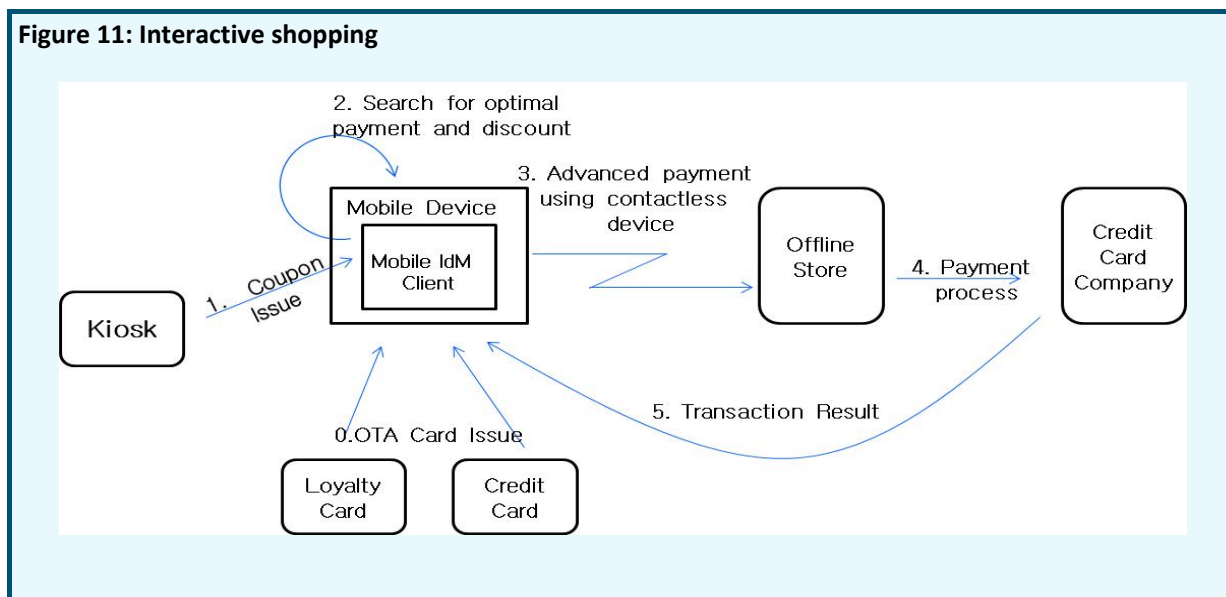 Figure 11: Interactive shopping
2. Search for optimal
payment and discount
3. Advanced payment
using contactless
device
Mobile Device
Mobile IdM
Client
Offline
Store
Credit
Card
Company
4. Payment
process
1. Coupon
Issue
Kiosk
5. Transaction Result
0.OTA Card Issue
Loyalty
Card
Credit
Card